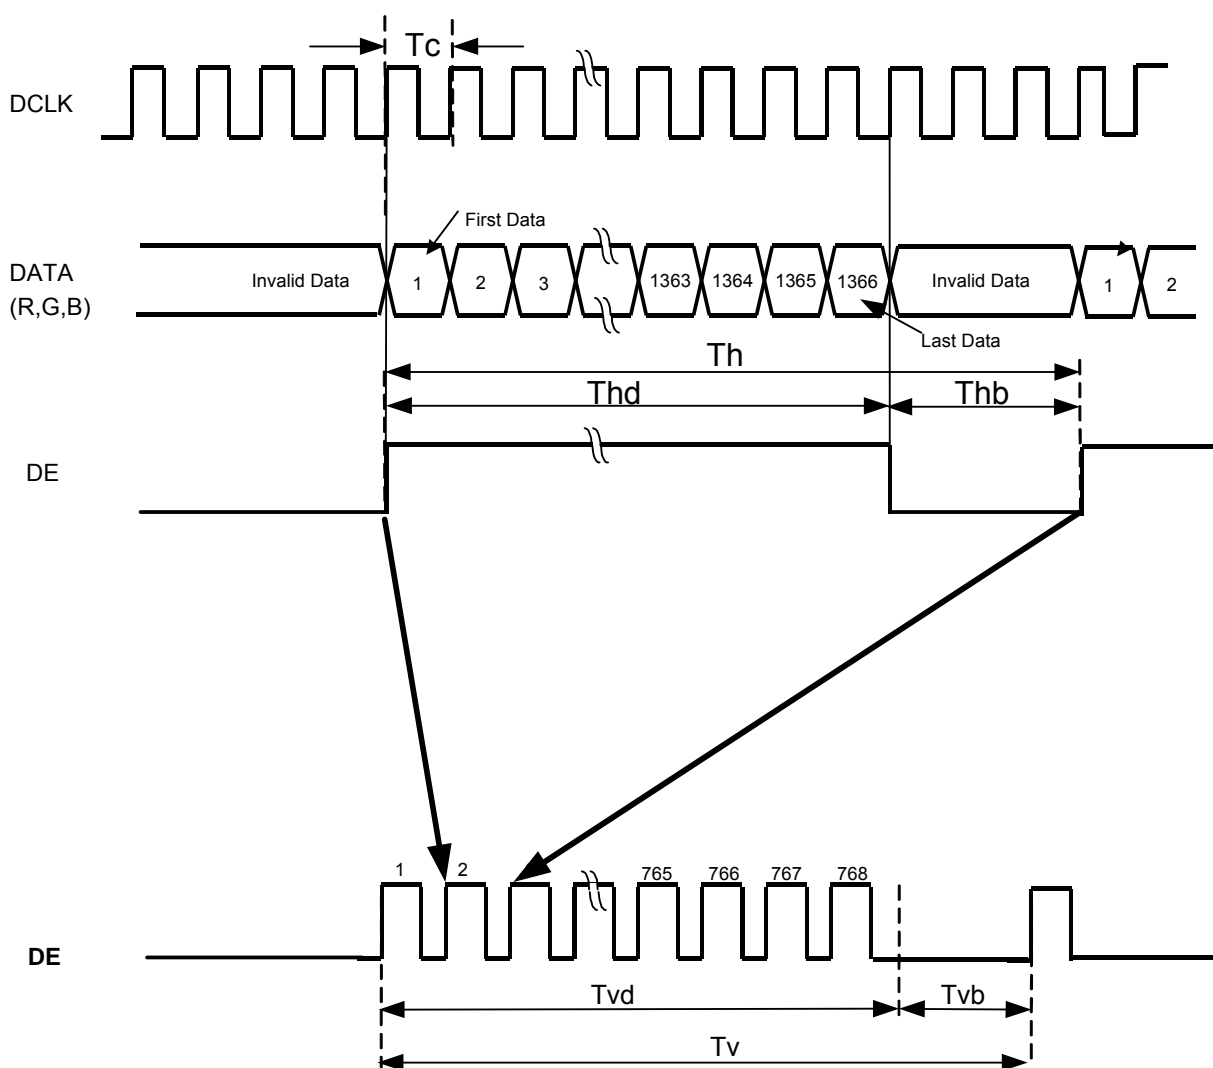 Tc
DCLK
First Data
DATA
(R,G,B)
Invalid Data
1
2
3
1363
1364
1365
1366
Invalid Data
1
2
Last Data
Th
Thd
Thb
DE
1
2
765
766
767
768
DE
Tvd
Tvb
Tv